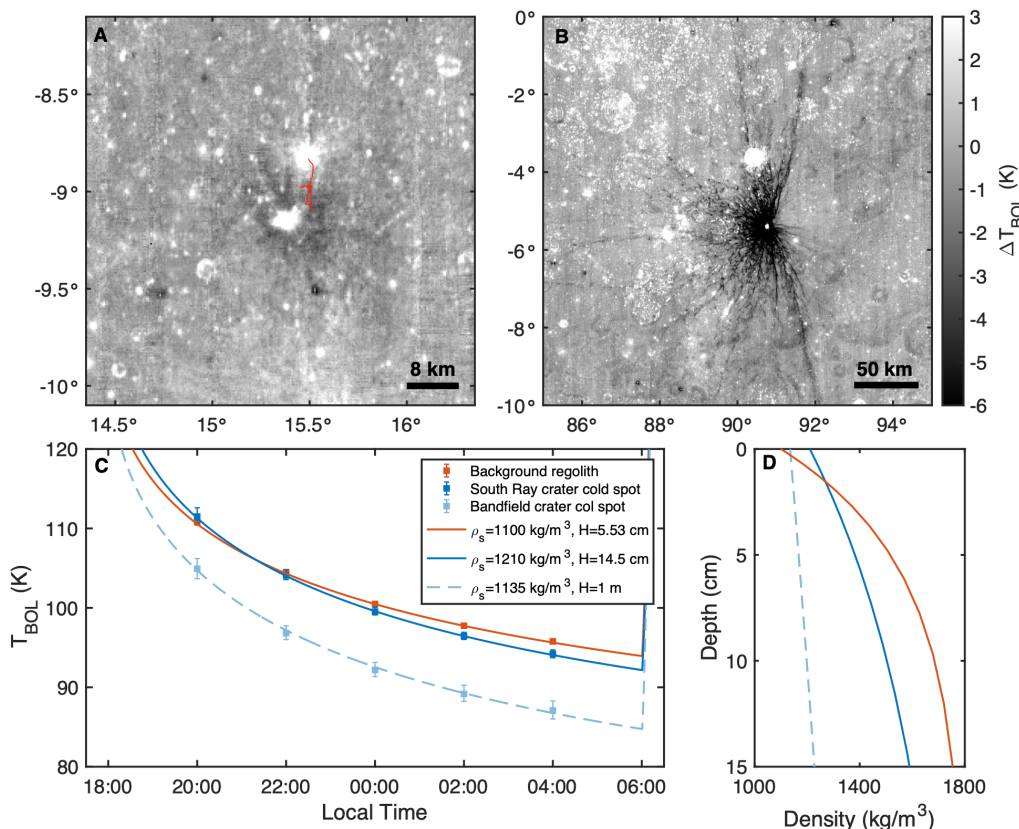 A
-8.5°
-9°
-9.5°
-10°
14.5°
15°
15.5°
16°
8 km
B
0°
-2°
-4°
-6°
-8°
-10°
86°
88°
90°
92°
94°
50 km
3
2
1
0
-1
-2
-3
-4
-5
-6
Δ T_BOL (K)
C
120
110
100
90
80
T_BOL (K)
18:00
20:00
22:00
00:00
02:00
04:00
06:00
Local Time
Background regolith
South Ray crater cold spot
Bandfield crater col spot
ρ_s=1100 kg/m³, H=5.53 cm
ρ_s=1210 kg/m³, H=14.5 cm
ρ_s=1135 kg/m³, H=1 m
D
0
5
10
15
Depth (cm)
1000
1400
1800
Density (kg/m³)